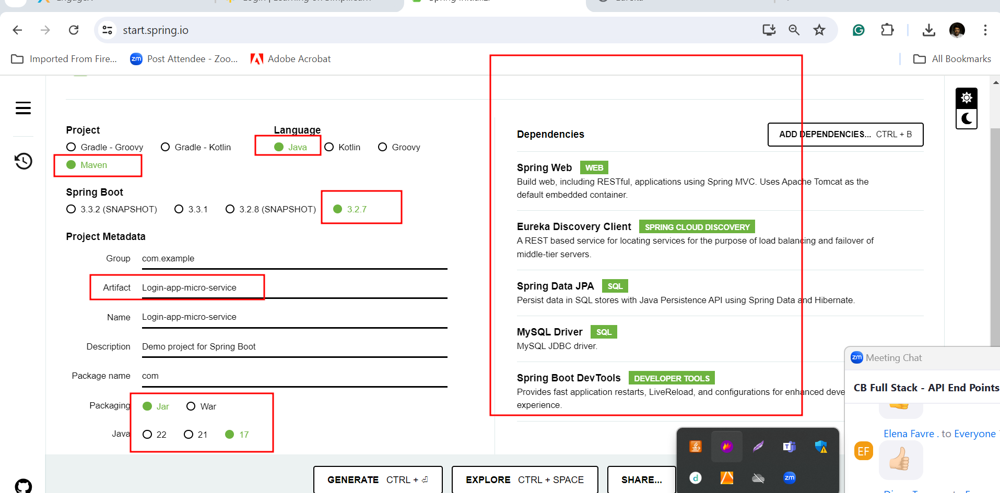 start.spring.io
Imported From Fire...
Post Attendee - Zoo...
Adobe Acrobat
All Bookmarks
Project
Language
Gradle - Groovy
Gradle - Kotlin
Java
Kotlin
Groovy
Maven
Spring Boot
3.3.2 (SNAPSHOT)
3.3.1
3.2.8 (SNAPSHOT)
3.2.7
Project Metadata
Group com.example
Artifact Login-app-micro-service
Name Login-app-micro-service
Description Demo project for Spring Boot
Package name com
Packaging Jar War
Java 22 21 17
Dependencies
ADD DEPENDENCIES... CTRL + B
Spring Web WEB
Build web, including RESTful, applications using Spring MVC. Uses Apache Tomcat as the
default embedded container.
Eureka Discovery Client SPRING CLOUD DISCOVERY
A REST based service for locating services for the purpose of load balancing and failover of
middle-tier servers.
Spring Data JPA SQL
Persist data in SQL stores with Java Persistence API using Spring Data and Hibernate.
MySQL Driver SQL
MySQL JDBC driver.
Spring Boot DevTools DEVELOPER TOOLS
Provides fast application restarts, LiveReload, and configurations for enhanced deve
experience.
GENERATE CTRL + ⏎
EXPLORE CTRL + SPACE
SHARE...
zm Meeting Chat
CB Full Stack - API End Points
Elena Favre . to Everyone
EF